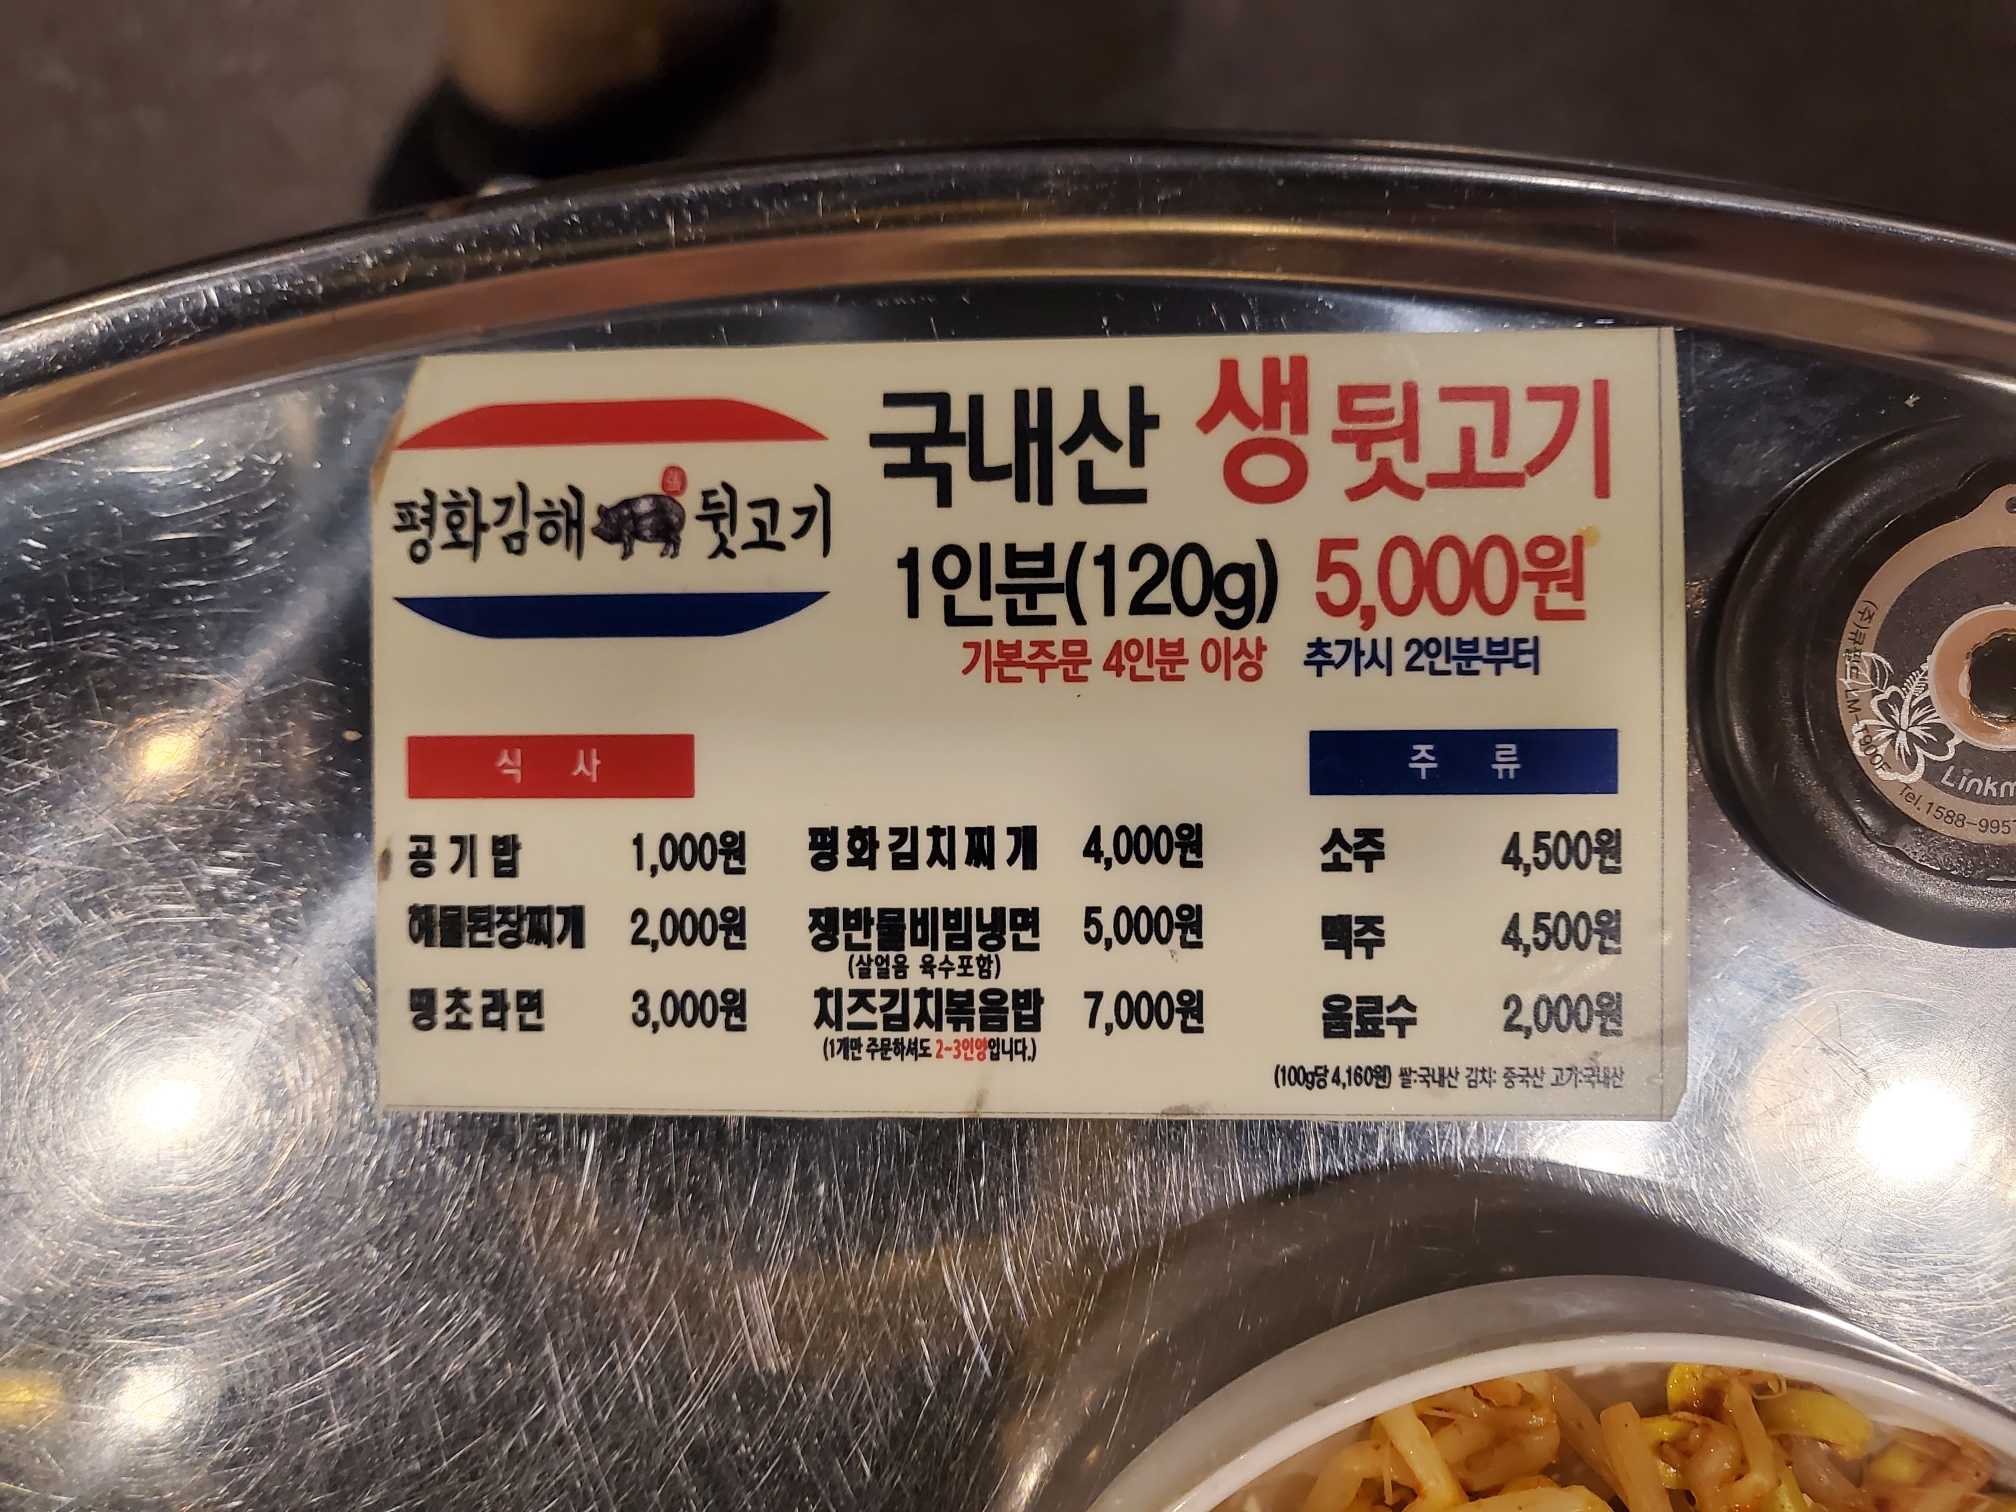 평화김해 뒷고기
국내산 생뒷고기
1인분(120g) 5,000원
기본주문 4인분 이상 추가시 2인분부터
식 사
공기밥 1,000원
해물된장찌개 2,000원
땡초라면 3,000원
평화김치찌개 4,000원
쟁반물비빔냉면 5,000원
(살얼음 육수포함)
치즈김치볶음밥 7,000원
(1개만 주문하셔도 2~3인양입니다.)
주 류
소주 4,500원
맥주 4,500원
음료수 2,000원
(100g당 4,160원) 쌀:국내산 김치: 중국산 고기:국내산
LM-T900F
Tel.1588-995